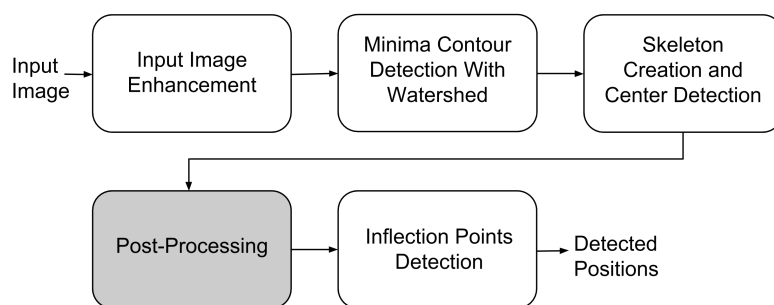 Input
Image
Input Image
Enhancement
Minima Contour
Detection With
Watershed
Skeleton
Creation and
Center Detection
Post-Processing
Inflection Points
Detection
Detected
Positions